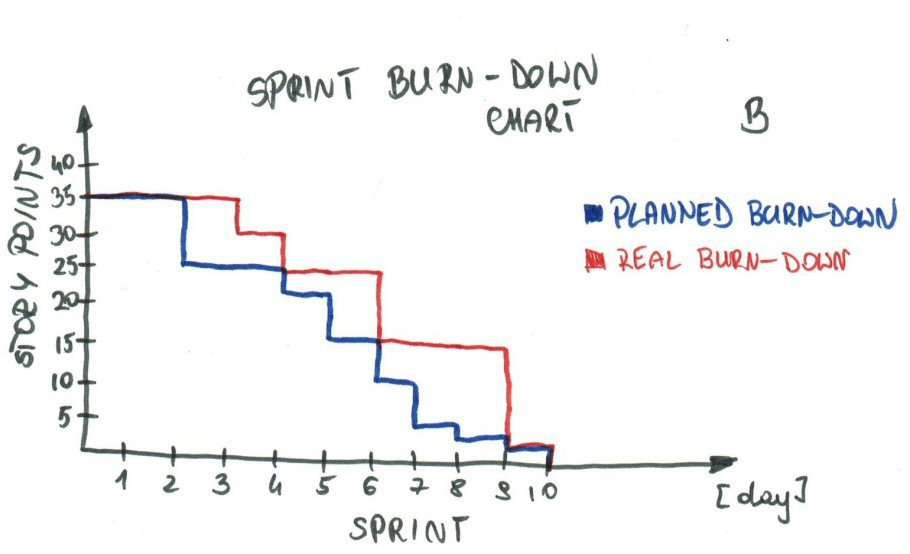 SPRINT BURN-DOWN
CHART
B
STORY POINTS
40
35
30
25
20
15
10
5
PLANNED BURN-DOWN
REAL BURN-DOWN
1 2 3 4 5 6 7 8 9 10
[day]
SPRINT